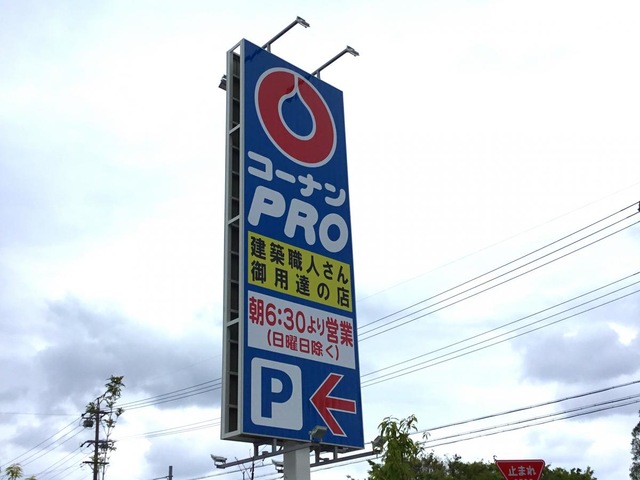 コーナン
PRO
建築職人さん
御用達の店
朝6:30より営業
(日曜日除く)
P
止まれ